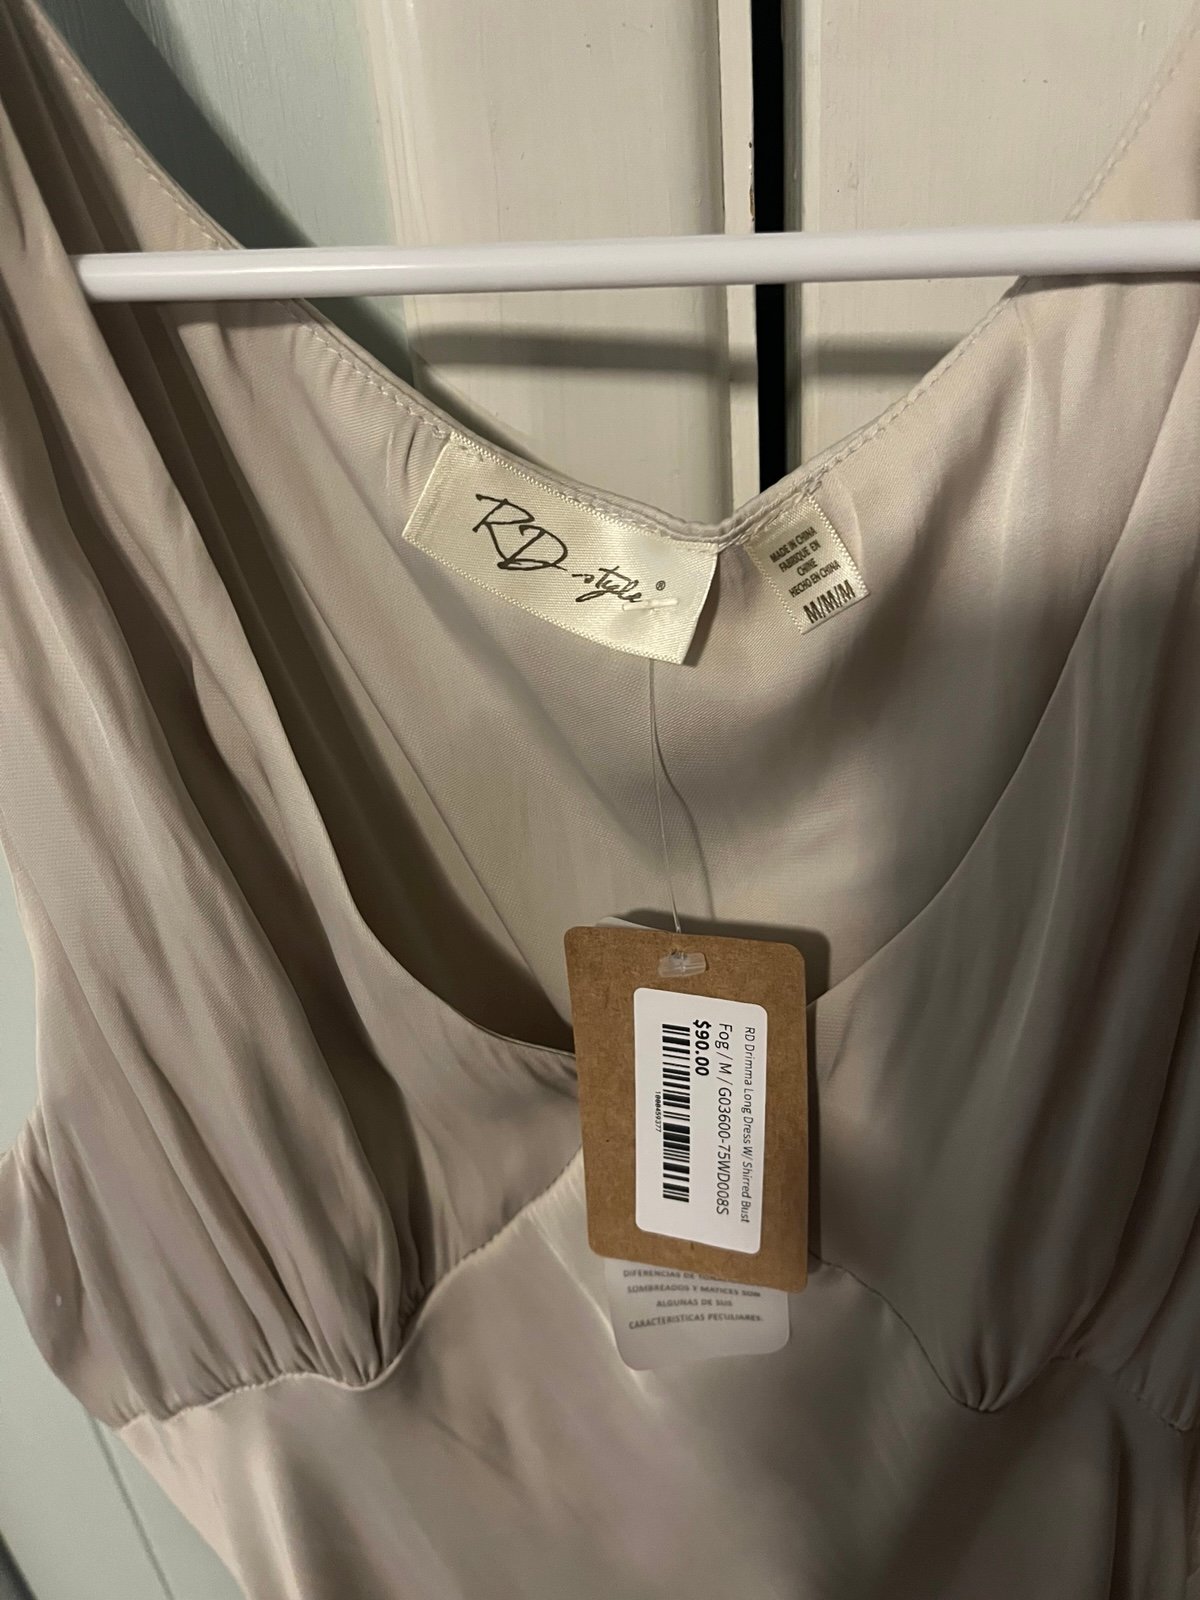 RD style®
MADE IN CHINA
FABRIQUE EN
CHINE
HECHO EN CHINA
M/M/M
RD Drimma Long Dress W/ Shirred Bust
Fog / M / G03600-75WD008S
$90.00
1000459377
DIFERENCIAS DE
SOMBREADOS Y MATICES SON
ALGUNAS DE SUS
CARACTERISTICAS PECULIARES.